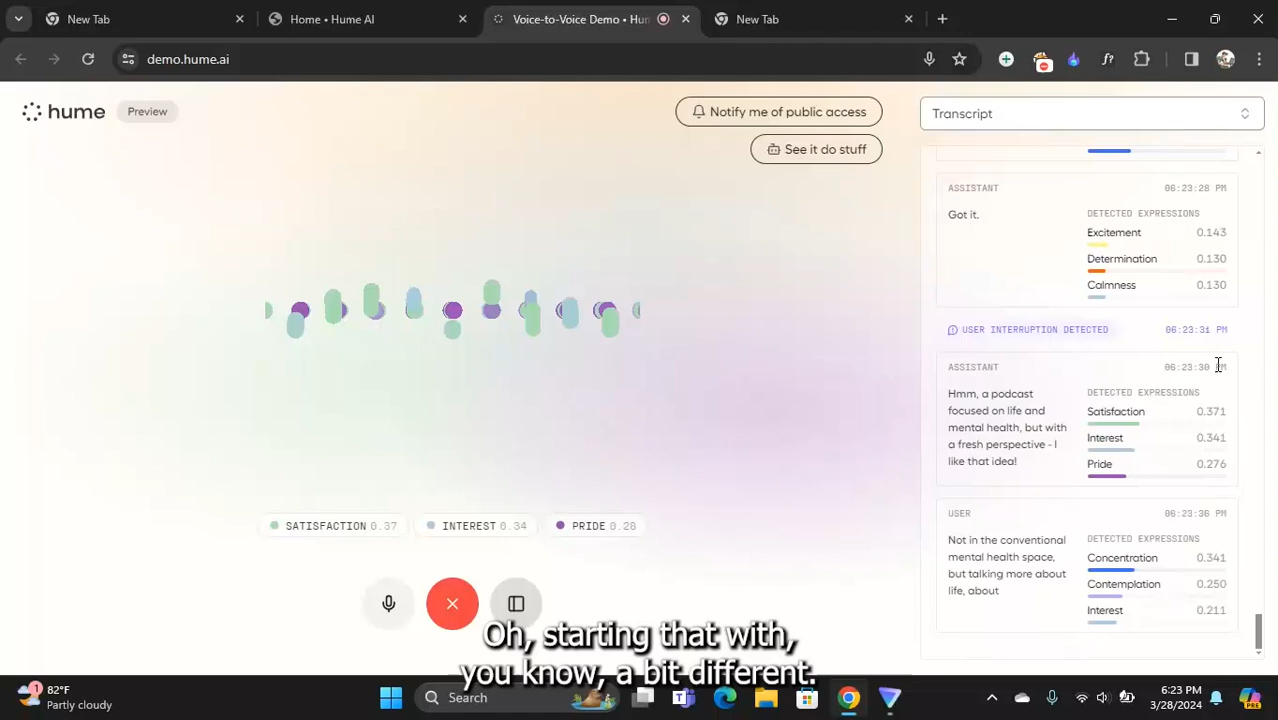 New Tab
Home • Hume AI
Voice-to-Voice Demo • Hum
New Tab
demo.hume.ai
hume
Preview
Notify me of public access
See it do stuff
Transcript
ASSISTANT 06:23:28 PM
Got it.
DETECTED EXPRESSIONS
Excitement 0.143
Determination 0.130
Calmness 0.130
USER INTERRUPTION DETECTED 06:23:31 PM
ASSISTANT 06:23:30 PM
Hmm, a podcast
focused on life and
mental health, but with
a fresh perspective - I
like that idea!
DETECTED EXPRESSIONS
Satisfaction 0.371
Interest 0.341
Pride 0.276
USER 06:23:36 PM
Not in the conventional
mental health space,
but talking more about
life, about
DETECTED EXPRESSIONS
Concentration 0.341
Contemplation 0.250
Interest 0.211
SATISFACTION 0.37
INTEREST 0.34
PRIDE 0.28
Oh, starting that with,
you know, a bit different.
1
82°F
Partly cloudy
Search
6:23 PM
3/28/2024
PRE